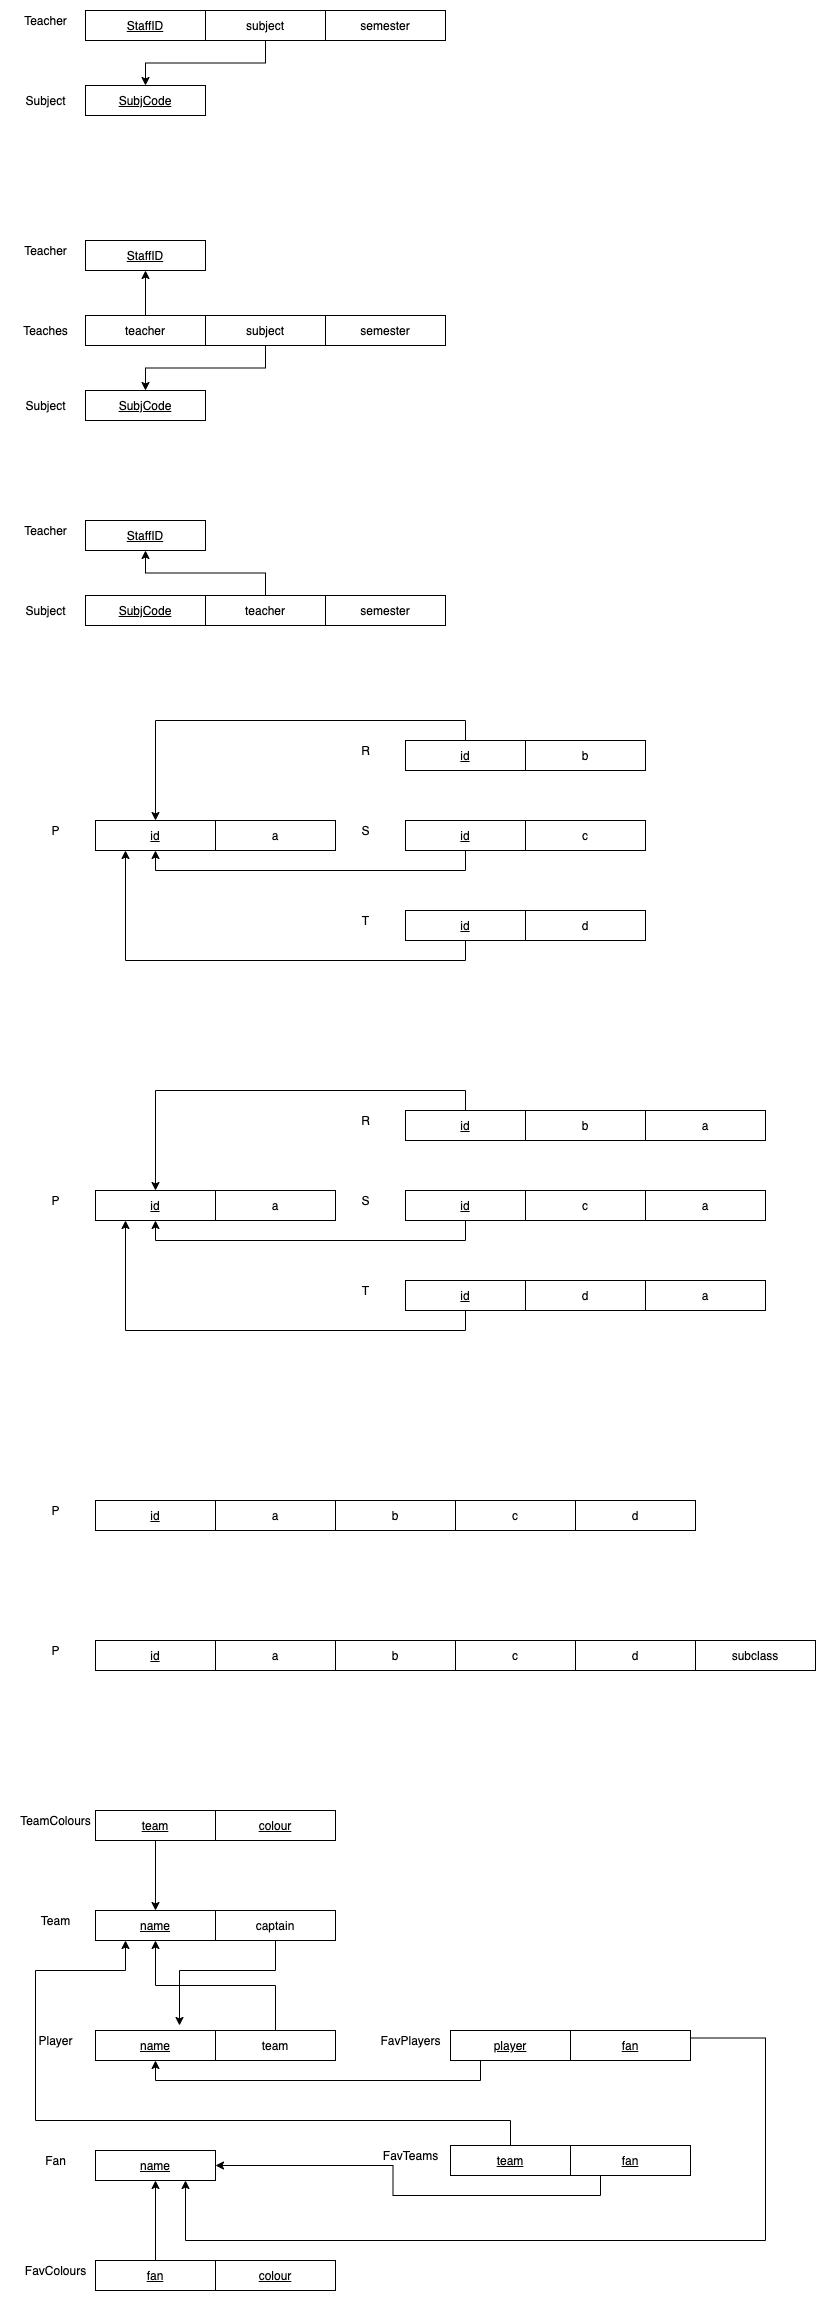 Teacher StaffID subject semester
Subject SubjCode
Teacher StaffID
Teaches teacher subject semester
Subject SubjCode
Teacher StaffID
Subject SubjCode teacher semester
R id b
P id a S id c
T id d
R id b a
P id a S id c a
T id d a
P id a b c d
P id a b c d subclass
TeamColours team colour
Team name captain
Player name team FavPlayers player fan
Fan name FavTeams team fan
FavColours fan colour